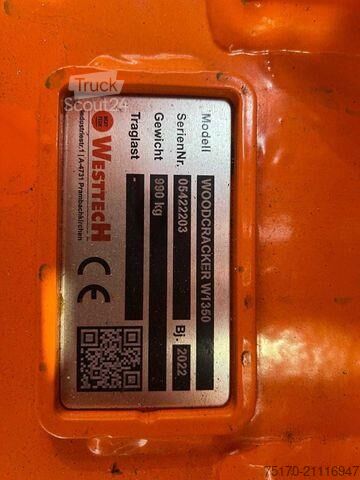 Truck
Scout24
WESTTECH
Industriestr.1 | A-4731 Prambachkirchen
Modell WOODCRACKER W1350
SerienNr. 05422203 Bj. 2022
Gewicht 990 kg
Traglast
CE
75170-21116947